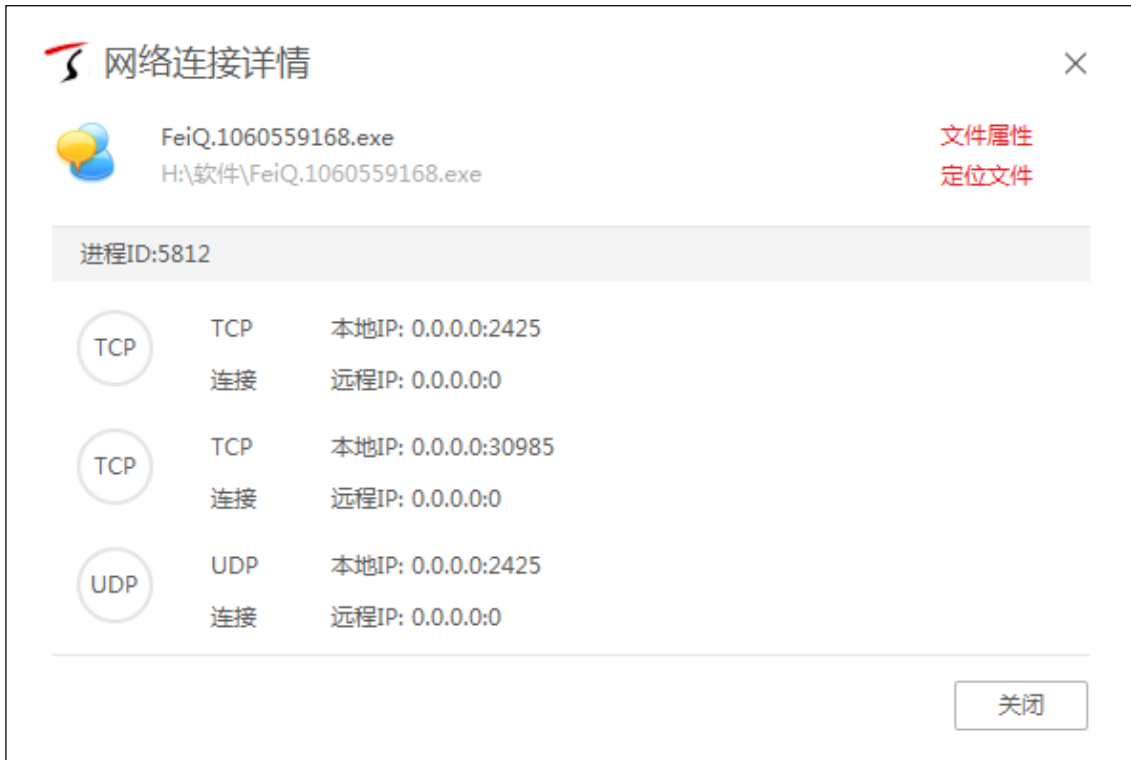 网络连接详情
FeiQ.1060559168.exe
文件属性
H:\软件\FeiQ.1060559168.exe
定位文件
进程ID:5812
TCP TCP 本地IP: 0.0.0.0:2425
连接 远程IP: 0.0.0.0:0
TCP TCP 本地IP: 0.0.0.0:30985
连接 远程IP: 0.0.0.0:0
UDP UDP 本地IP: 0.0.0.0:2425
连接 远程IP: 0.0.0.0:0
关闭